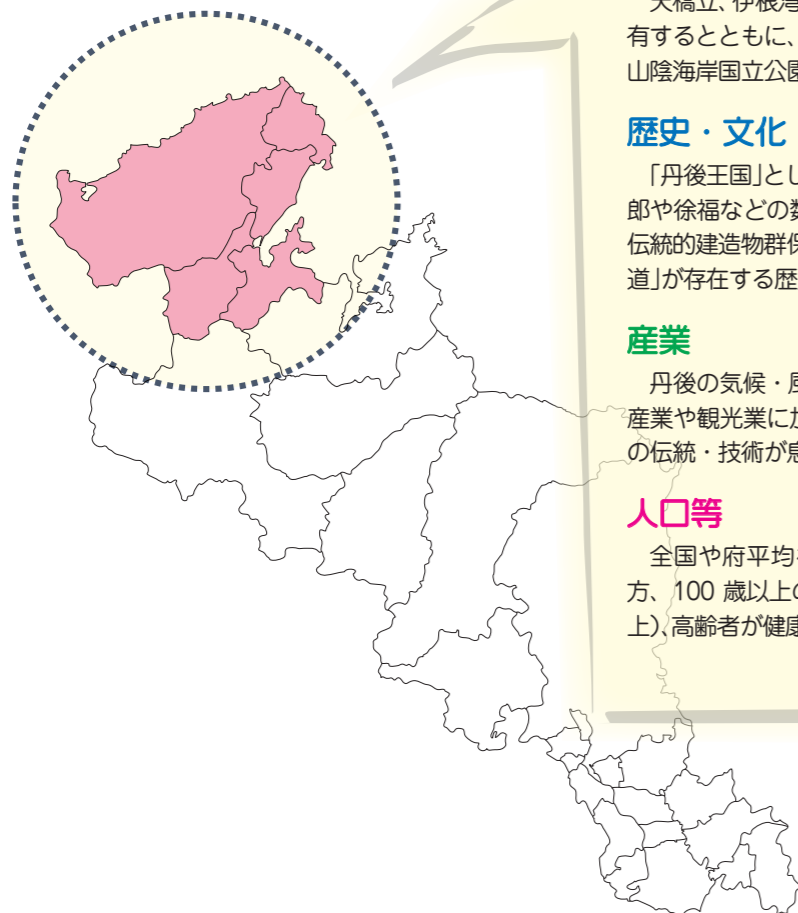 天橋立、伊根湾
有するとともに、
山陰海岸国立公園
歴史・文化
「丹後王国」とし
郎や徐福などの数
伝統的建造物群保
道」が存在する歴
産業
丹後の気候・風
産業や観光業に加
の伝統・技術が息
人口等
全国や府平均
方、100 歳以上の
上）、高齢者が健康